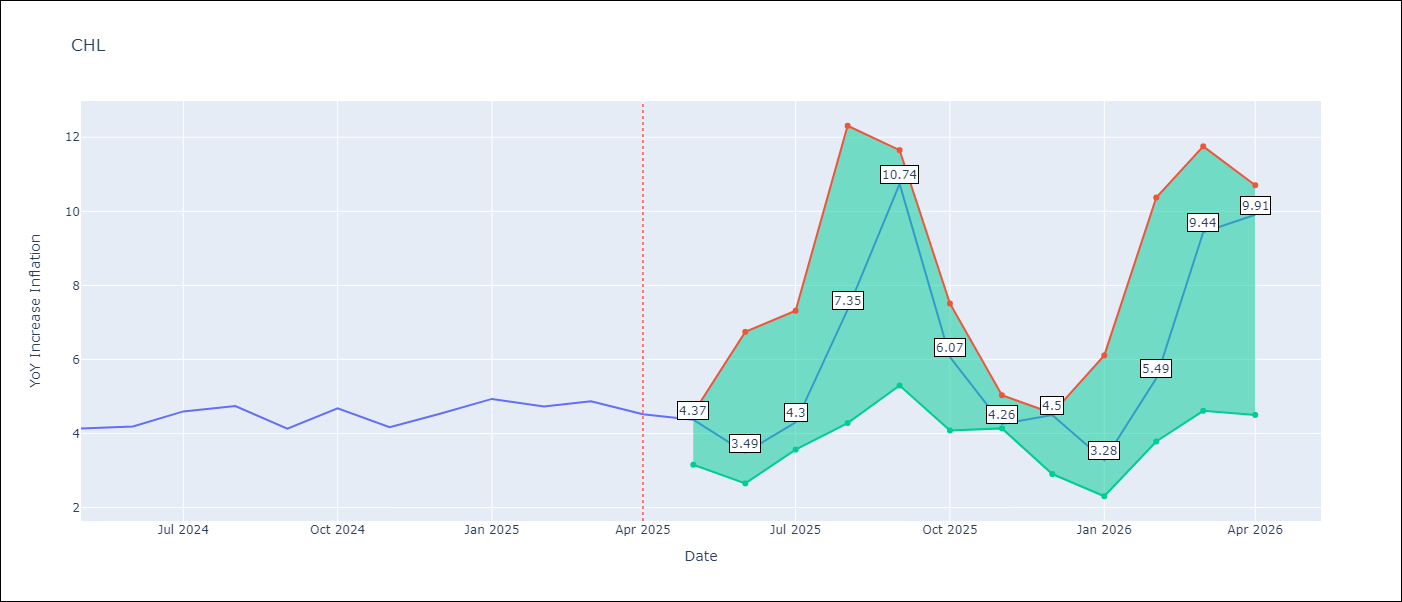 CHL
YoY Increase Inflation
12
10
8
6
4
2
4.37
3.49
4.3
7.35
10.74
6.07
4.26
4.5
3.28
5.49
9.44
9.91
Jul 2024
Oct 2024
Jan 2025
Apr 2025
Jul 2025
Oct 2025
Jan 2026
Apr 2026
Date